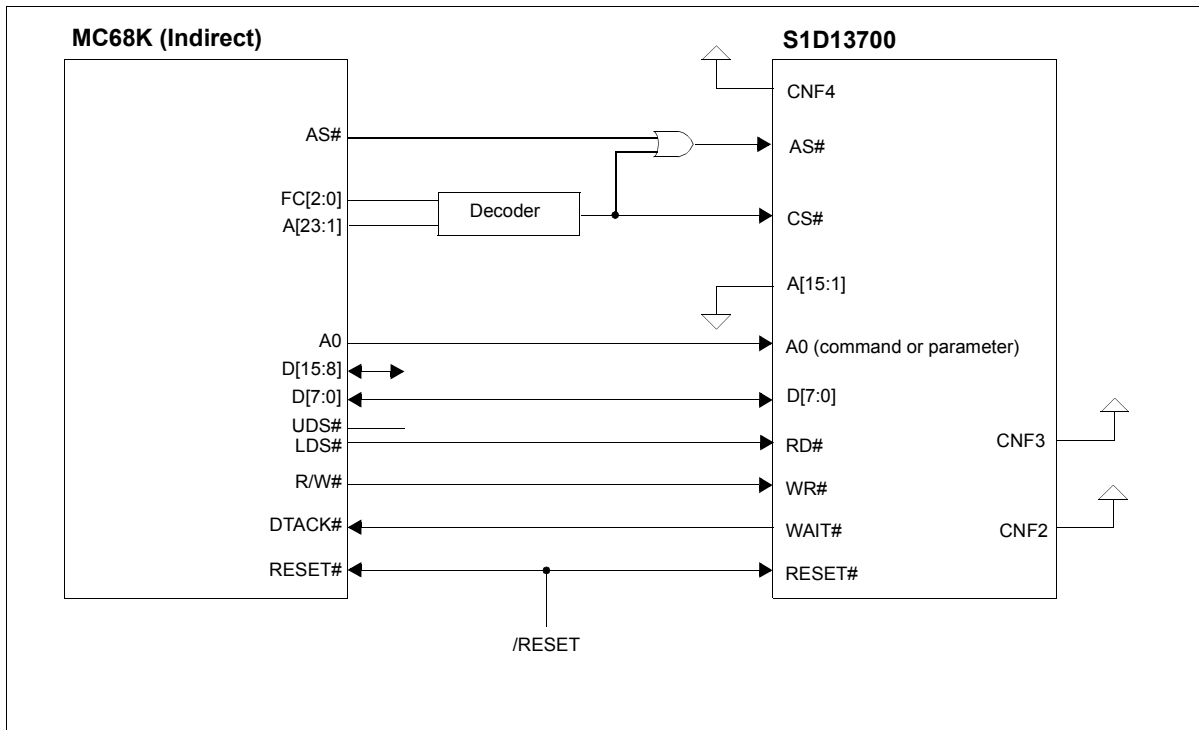 MC68K (Indirect)
S1D13700
CNF4
AS#
AS#
FC[2:0]
Decoder
CS#
A[23:1]
A[15:1]
A0
A0 (command or parameter)
D[15:8]
D[7:0]
D[7:0]
UDS#
LDS#
RD#
CNF3
R/W#
WR#
DTACK#
WAIT#
CNF2
RESET#
RESET#
/RESET